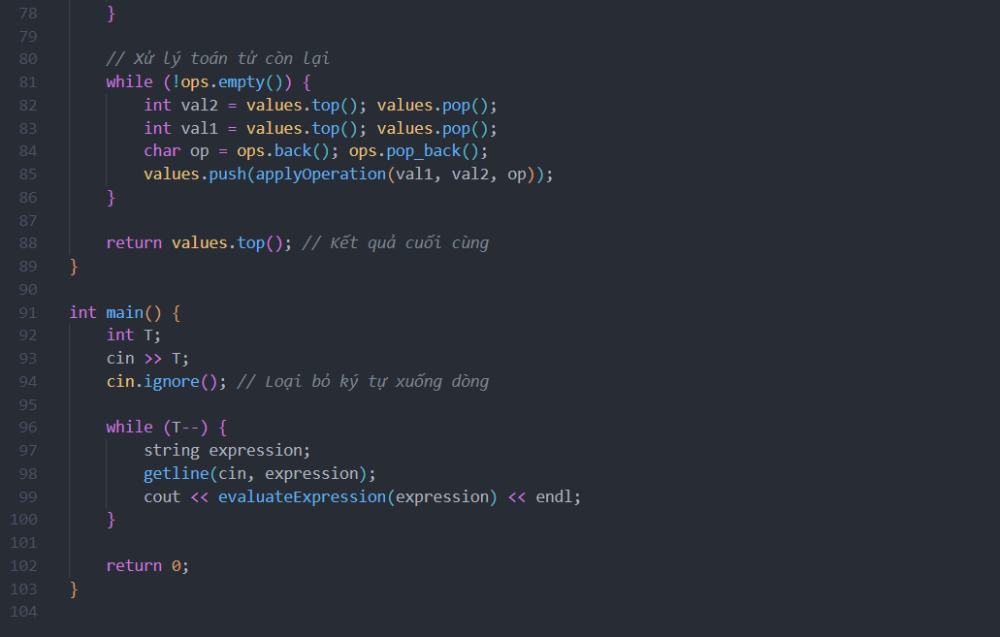 78 }
79
80 // Xử lý toán tử còn lại
81 while (!ops.empty()) {
82 int val2 = values.top(); values.pop();
83 int val1 = values.top(); values.pop();
84 char op = ops.back(); ops.pop_back();
85 values.push(applyOperation(val1, val2, op));
86 }
87
88 return values.top(); // Kết quả cuối cùng
89 }
90
91 int main() {
92 int T;
93 cin >> T;
94 cin.ignore(); // Loại bỏ ký tự xuống dòng
95
96 while (T--) {
97 string expression;
98 getline(cin, expression);
99 cout << evaluateExpression(expression) << endl;
100 }
101
102 return 0;
103 }
104